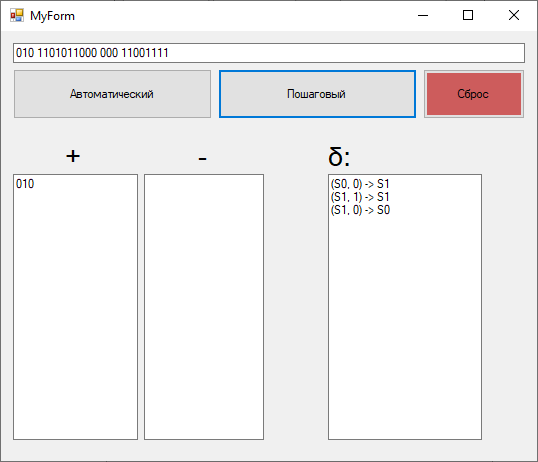 MyForm
010 1101011000 000 11001111
Автоматический
Пошаговый
Сброс
+
-
δ:
010
(S0, 0) -> S1
(S1, 1) -> S1
(S1, 0) -> S0